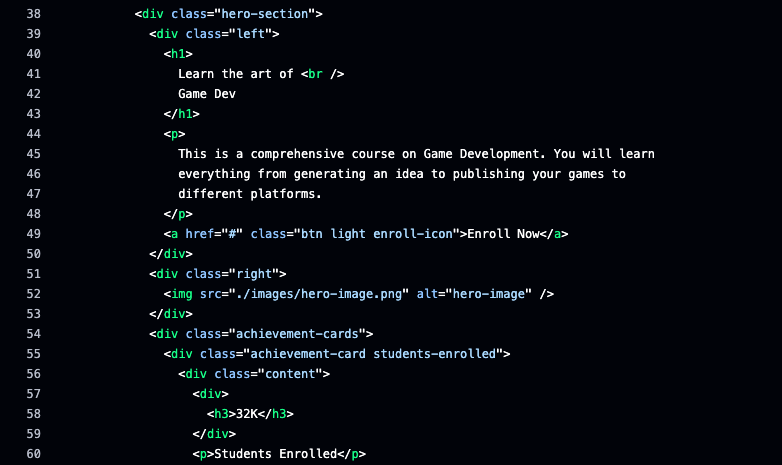 38 <div class="hero-section">
39 <div class="left">
40 <h1>
41 Learn the art of <br />
42 Game Dev
43 </h1>
44 <p>
45 This is a comprehensive course on Game Development. You will learn
46 everything from generating an idea to publishing your games to
47 different platforms.
48 </p>
49 <a href="#" class="btn light enroll-icon">Enroll Now</a>
50 </div>
51 <div class="right">
52 <img src="./images/hero-image.png" alt="hero-image" />
53 </div>
54 <div class="achievement-cards">
55 <div class="achievement-card students-enrolled">
56 <div class="content">
57 <div>
58 <h3>32K</h3>
59 </div>
60 <p>Students Enrolled</p>